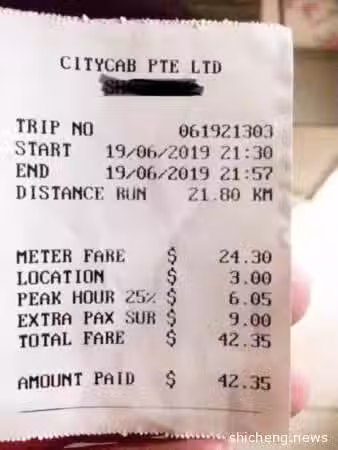 CITYCAB PTE LTD
TRIP NO 061921303
START 19/06/2019 21:30
END 19/06/2019 21:57
DISTANCE RUN 21.80 KM
METER FARE $ 24.30
LOCATION $ 3.00
PEAK HOUR 25% $ 6.05
EXTRA PAX SUR $ 9.00
TOTAL FARE $ 42.35
AMOUNT PAID $ 42.35
shicheng.news